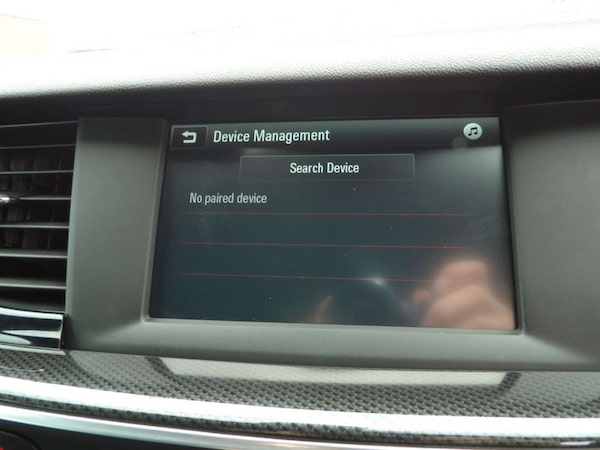 Device Management
Search Device
No paired device